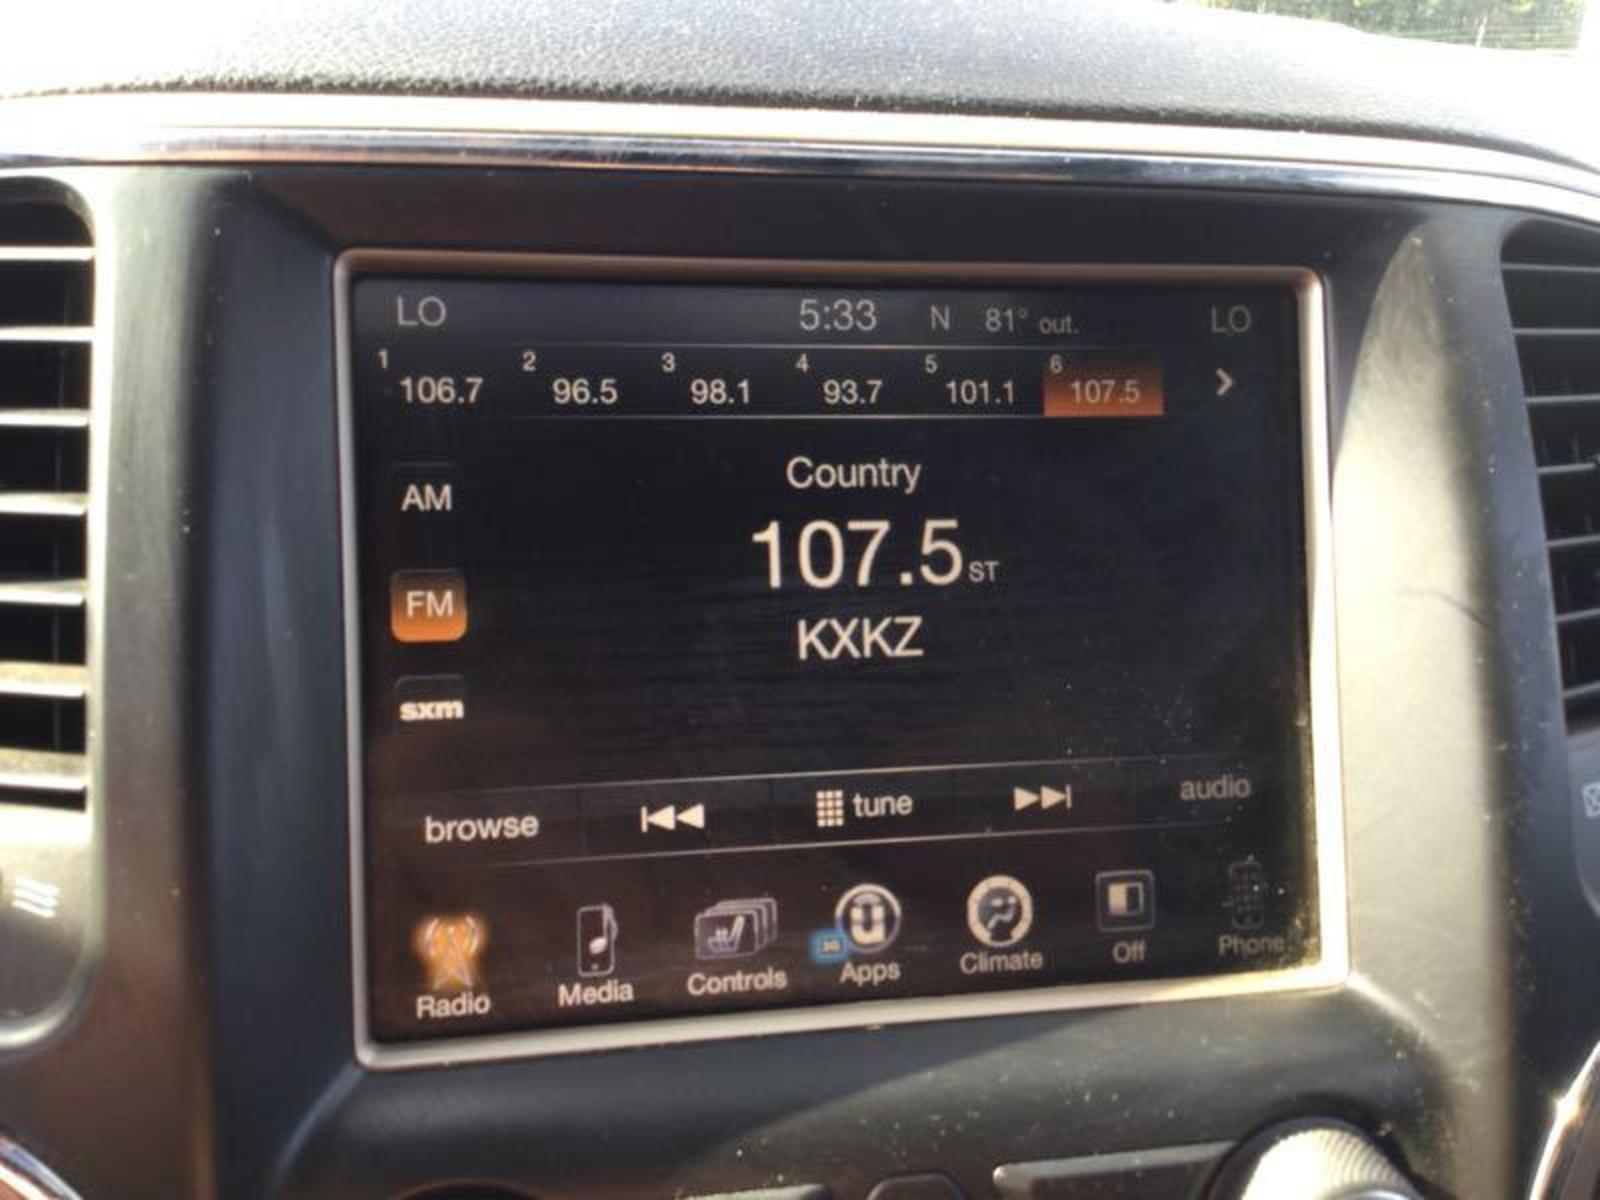 LO 5:33 N 81° out. LO
1 106.7 2 96.5 3 98.1 4 93.7 5 101.1 6 107.5 >
Country
AM
107.5 ST
FM
KXKZ
sxm
browse tune audio
3G
Radio Media Controls Apps Climate Off Phone